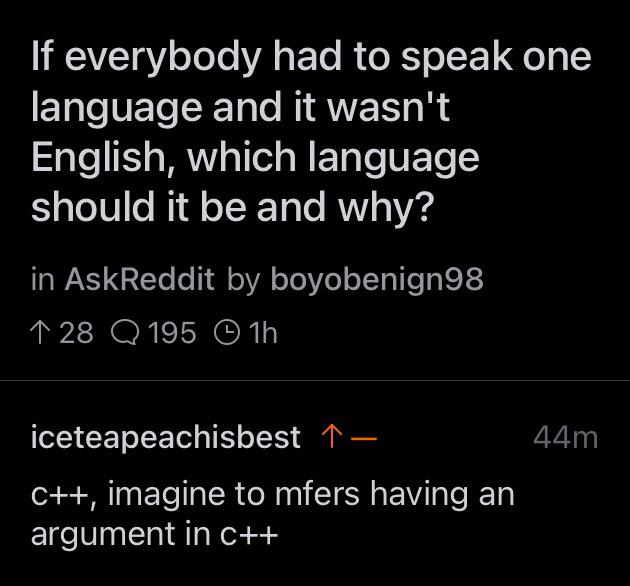 If everybody had to speak one
language and it wasn't
English, which language
should it be and why?
in AskReddit by boyobenign98
↑ 28 195 1h
iceteapeachisbest ↑ — 44m
c++, imagine to mfers having an
argument in c++